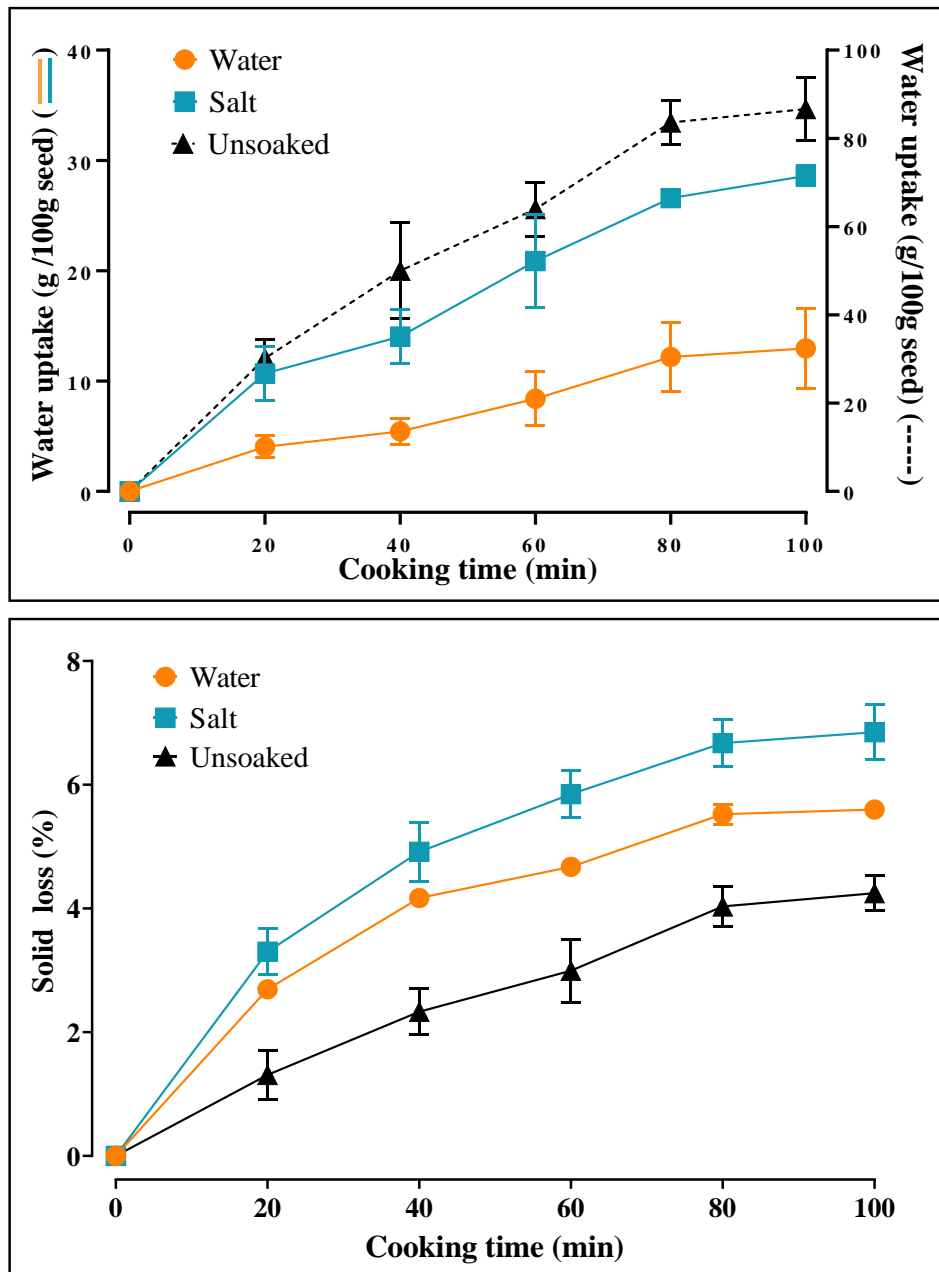 Water uptake (g /100g seed) (        )
40
30
20
10
0
Water
Salt
Unsoaked
100
80
60
40
20
0
Water uptake (g/100g seed) (-----)
0 20 40 60 80 100
Cooking time (min)
Solid loss (%)
8
6
4
2
0
Water
Salt
Unsoaked
0 20 40 60 80 100
Cooking time (min)